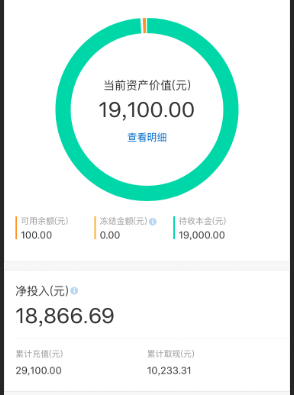 当前资产价值(元)
19,100.00
查看明细
可用余额(元)
100.00
冻结金额(元)
0.00
待收本金(元)
19,000.00
净投入(元)
18,866.69
累计充值(元)
29,100.00
累计取现(元)
10,233.31